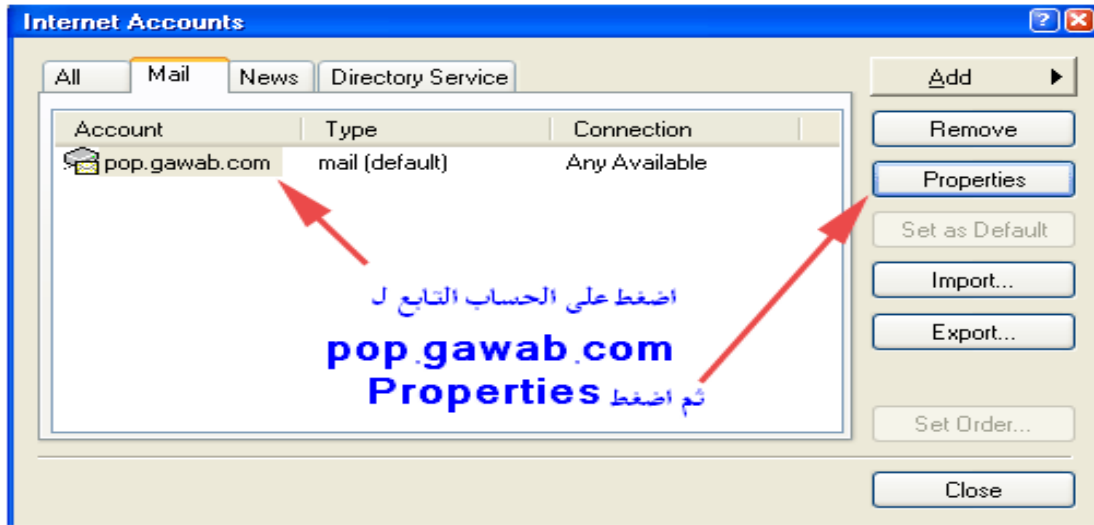 Internet Accounts
All Mail News Directory Service
Add
Account Type Connection
Remove
pop.gawab.com mail (default) Any Available
Properties
Set as Default
Import...
اضغط على الحساب التابع ل
Export...
pop.gawab.com
ثم اضغط Properties
Set Order...
Close